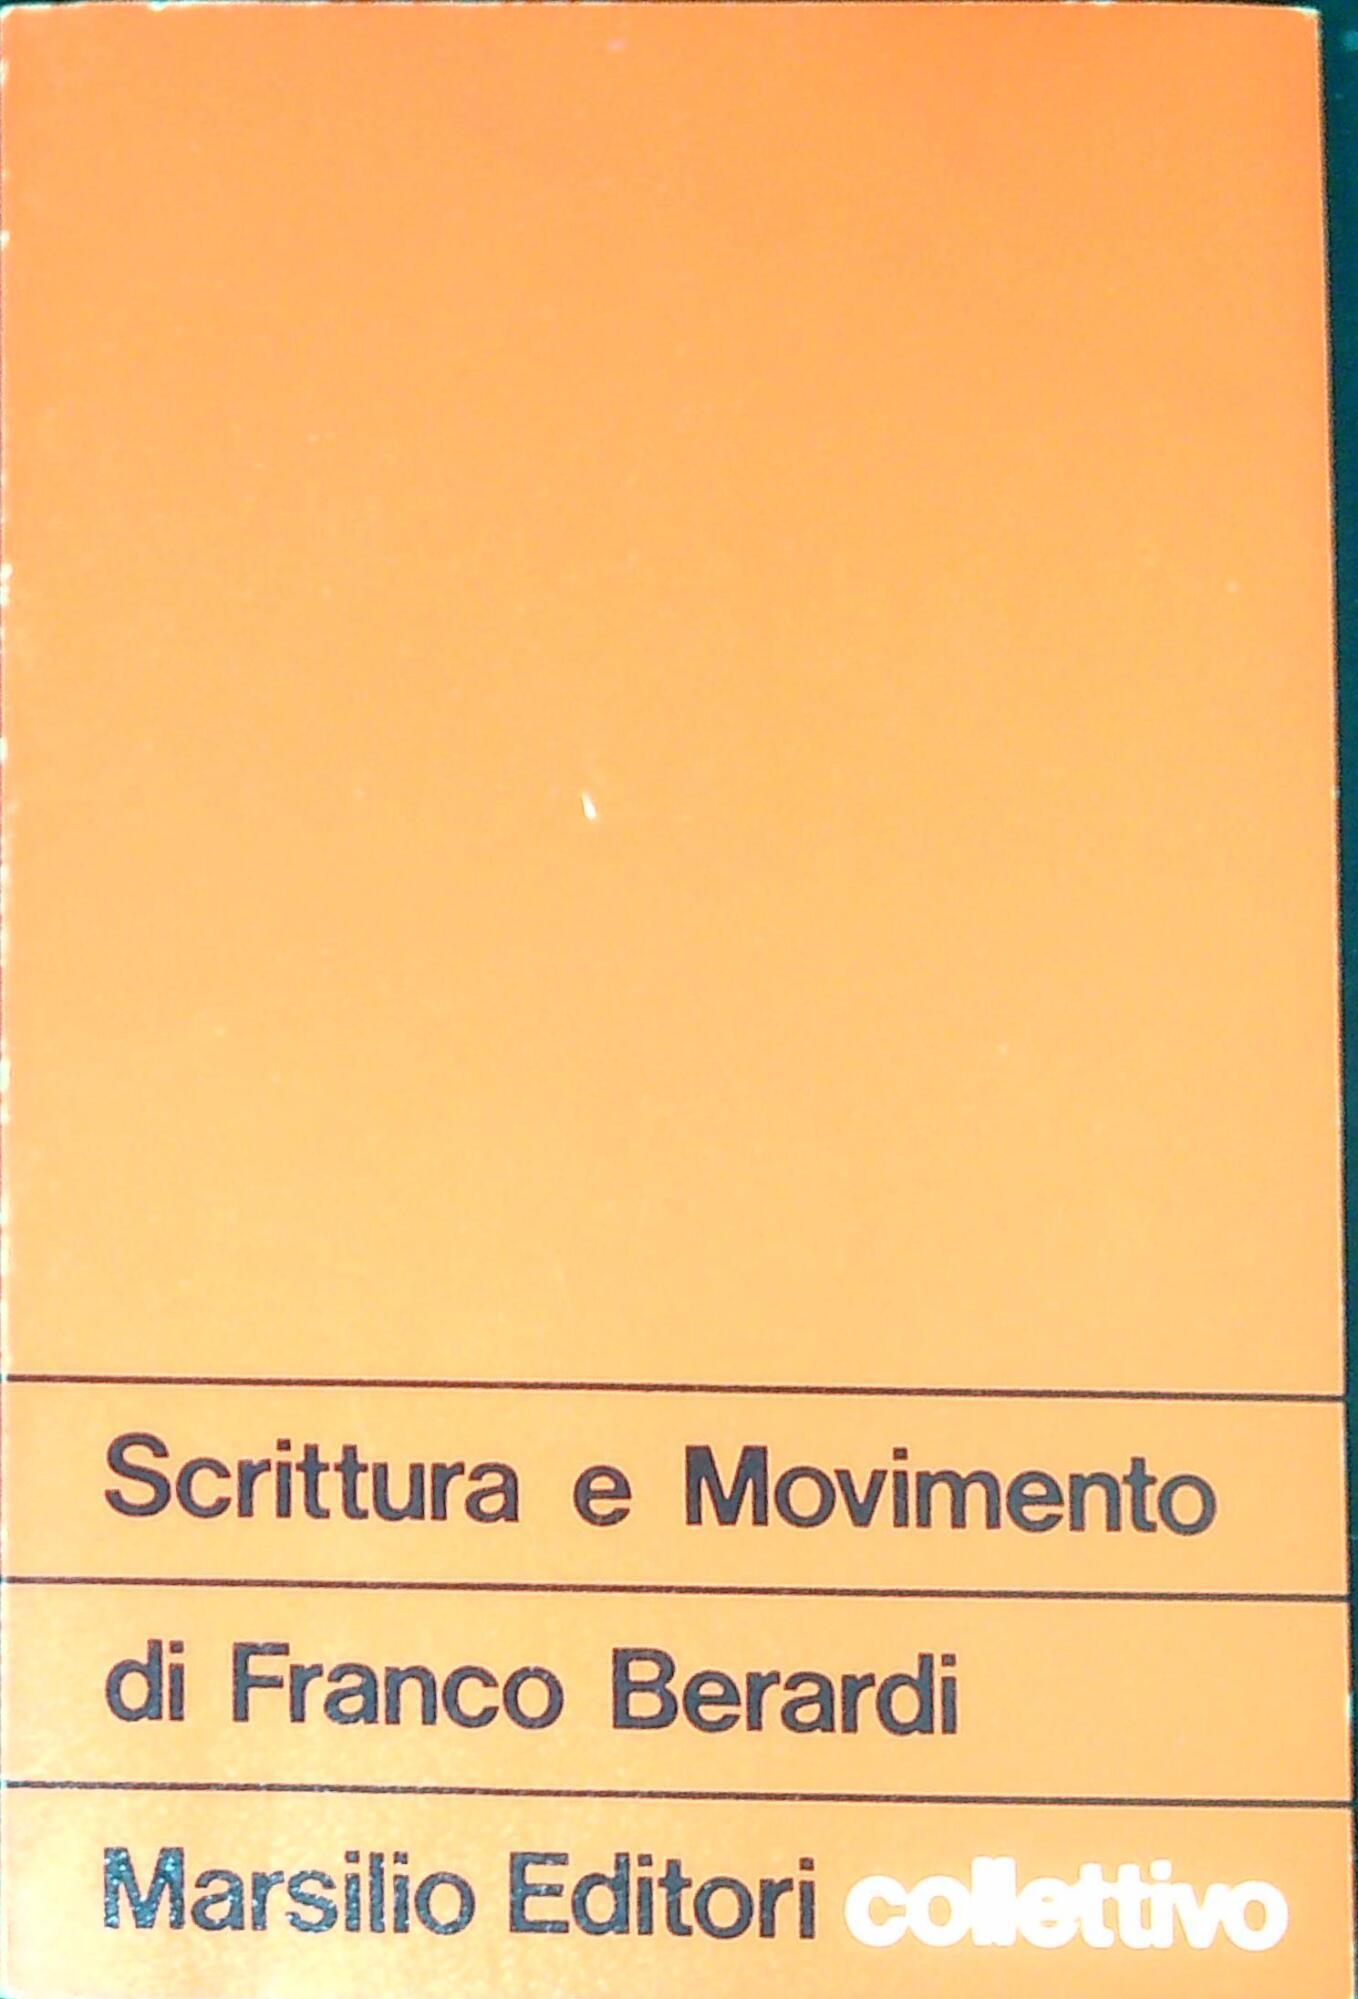 Scrittura e Movimento
di Franco Berardi
Marsilio Editori collettivo